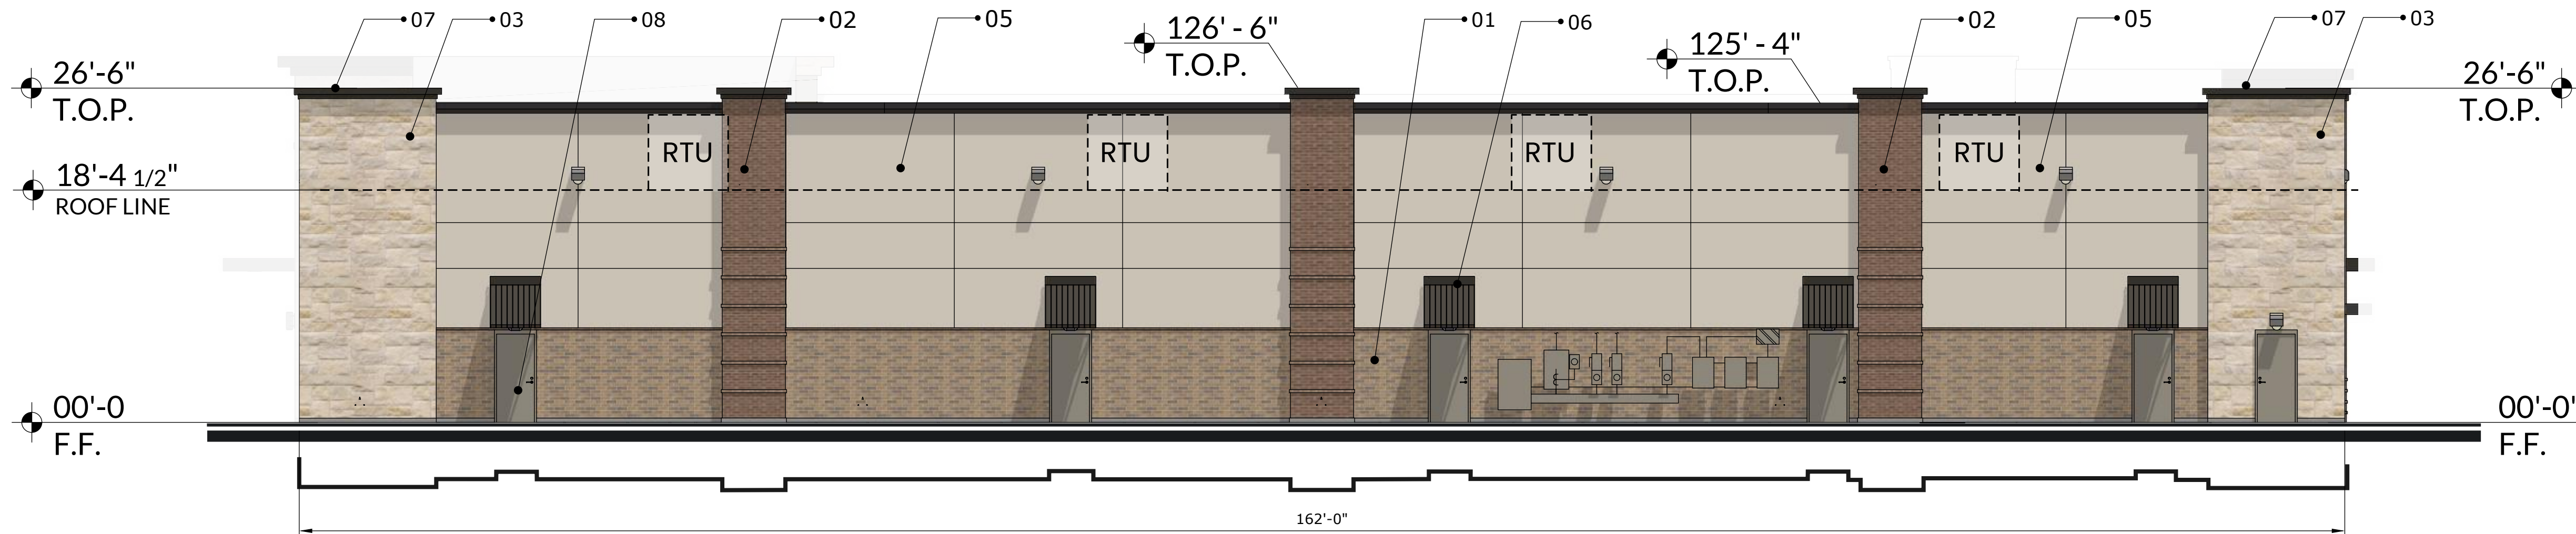 07
03
08
02
05
126' - 6"
T.O.P.
01
06
125' - 4"
T.O.P.
02
05
07
03
26'-6"
T.O.P.
26'-6"
T.O.P.
RTU
RTU
RTU
RTU
18'-4 1/2"
ROOF LINE
00'-0
F.F.
00'-0"
F.F.
162'-0"